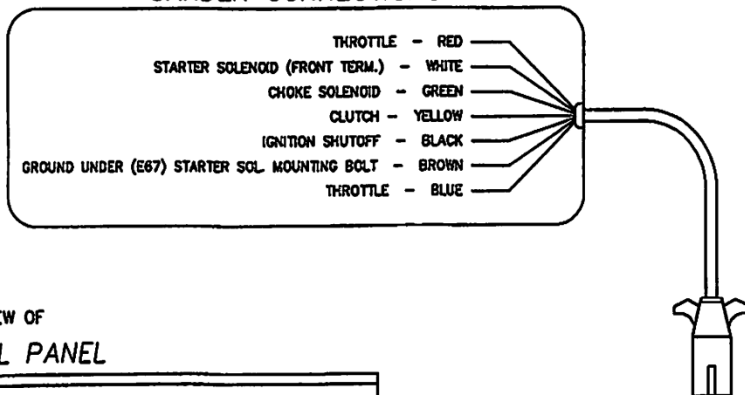 THROTTLE - RED
STARTER SOLENOID (FRONT TERM.) - WHITE
CHOKE SOLENOID - GREEN
CLUTCH - YELLOW
IGNITION SHUTOFF - BLACK
GROUND UNDER (E67) STARTER SOL. MOUNTING BOLT - BROWN
THROTTLE - BLUE
OF
PANEL